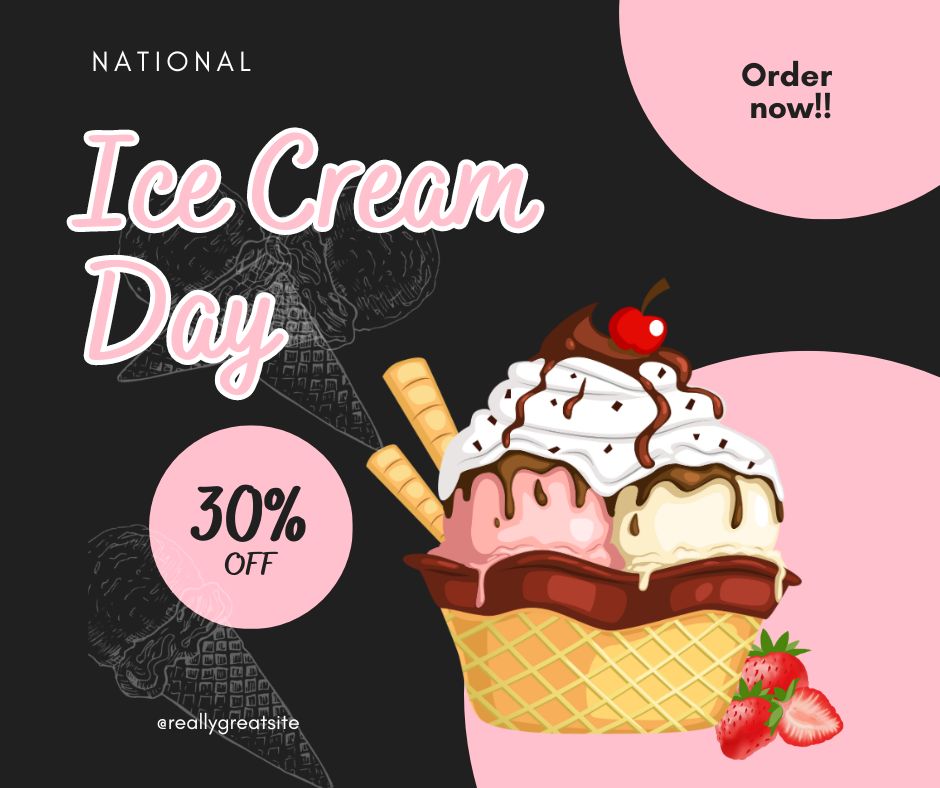 NATIONAL
Ice Cream
Day
Order
now!!
30%
OFF
@reallygreatsite